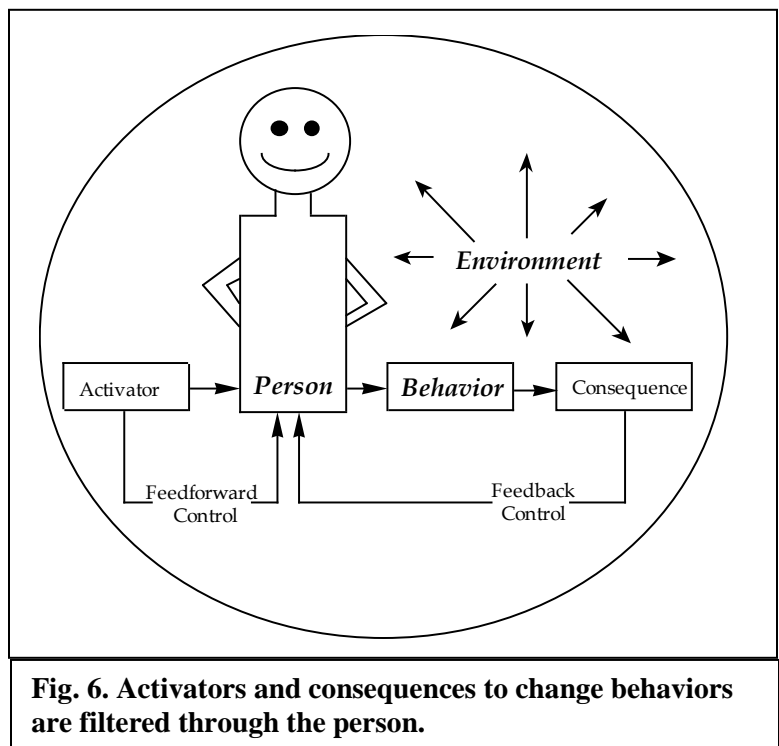 Environment
Activator
Person
Behavior
Consequence
Feedforward
Control
Feedback
Control
Fig. 6. Activators and consequences to change behaviors
are filtered through the person.